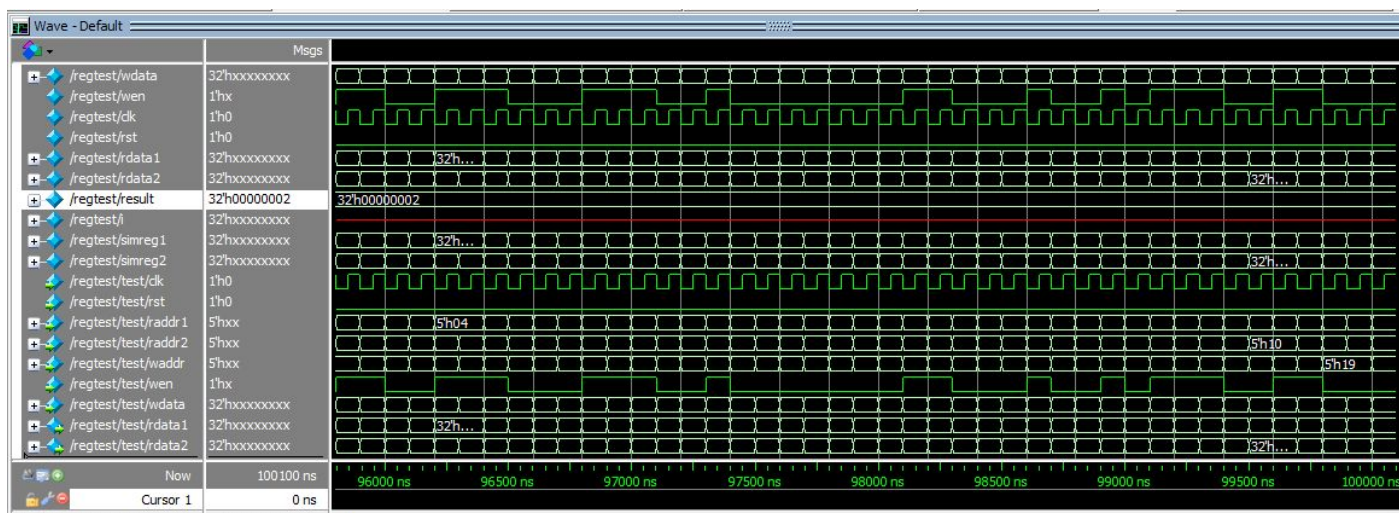 Wave - Default
Msgs
/regtest/wdata 32'hxxxxxxxx
/regtest/wen 1'hx
/regtest/clk 1'h0
/regtest/rst 1'h0
/regtest/rdata1 32'hxxxxxxxx 32'h...
/regtest/rdata2 32'hxxxxxxxx 32'h...
/regtest/result 32'h00000002 32'h00000002
/regtest/i 32'hxxxxxxxx
/regtest/simreg1 32'hxxxxxxxx 32'h...
/regtest/simreg2 32'hxxxxxxxx 32'h...
/regtest/test/clk 1'h0
/regtest/test/rst 1'h0
/regtest/test/raddr1 5'hxx 5'h04
/regtest/test/raddr2 5'hxx 5'h10
/regtest/test/waddr 5'hxx 5'h19
/regtest/test/wen 1'hx
/regtest/test/wdata 32'hxxxxxxxx
/regtest/test/rdata1 32'hxxxxxxxx 32'h...
/regtest/test/rdata2 32'hxxxxxxxx 32'h...
Now 100100 ns 96000 ns 96500 ns 97000 ns 97500 ns 98000 ns 98500 ns 99000 ns 99500 ns 100000 ns
Cursor 1 0 ns